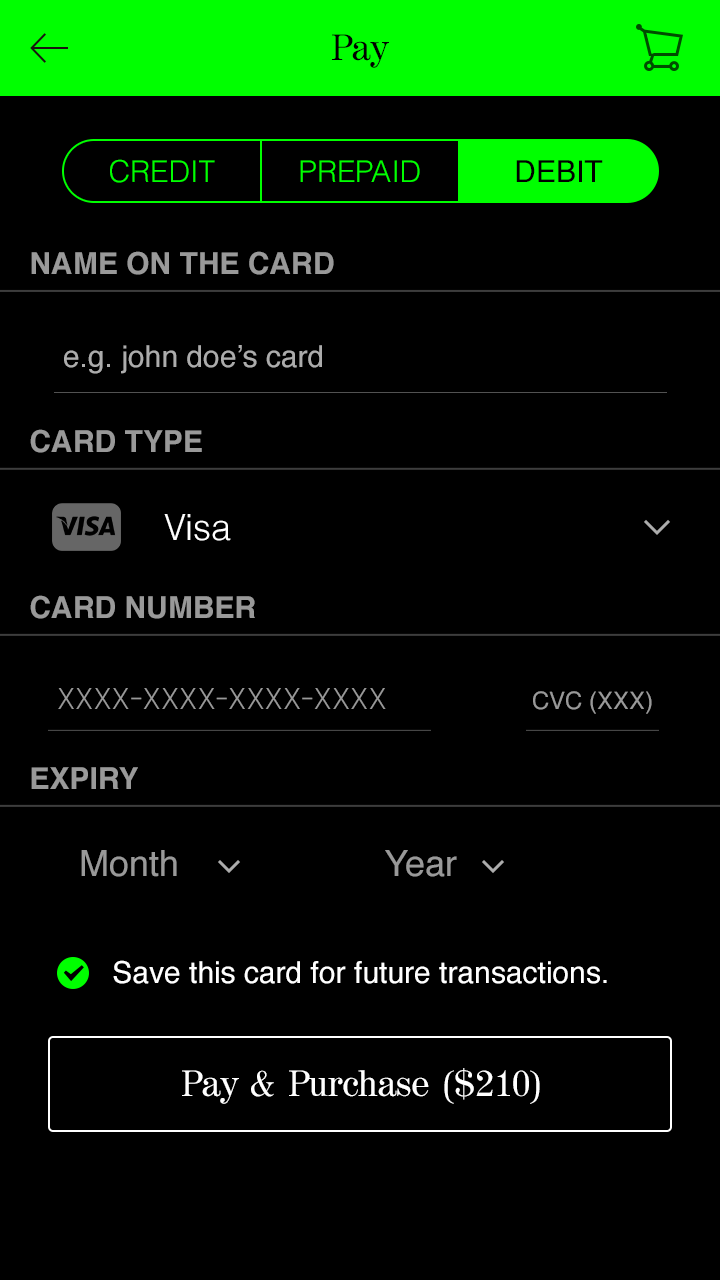 Pay
CREDIT PREPAID DEBIT
NAME ON THE CARD
e.g. john doe’s card
CARD TYPE
VISA Visa
CARD NUMBER
XXXX-XXXX-XXXX-XXXX CVC (XXX)
EXPIRY
Month Year
Save this card for future transactions.
Pay & Purchase ($210)